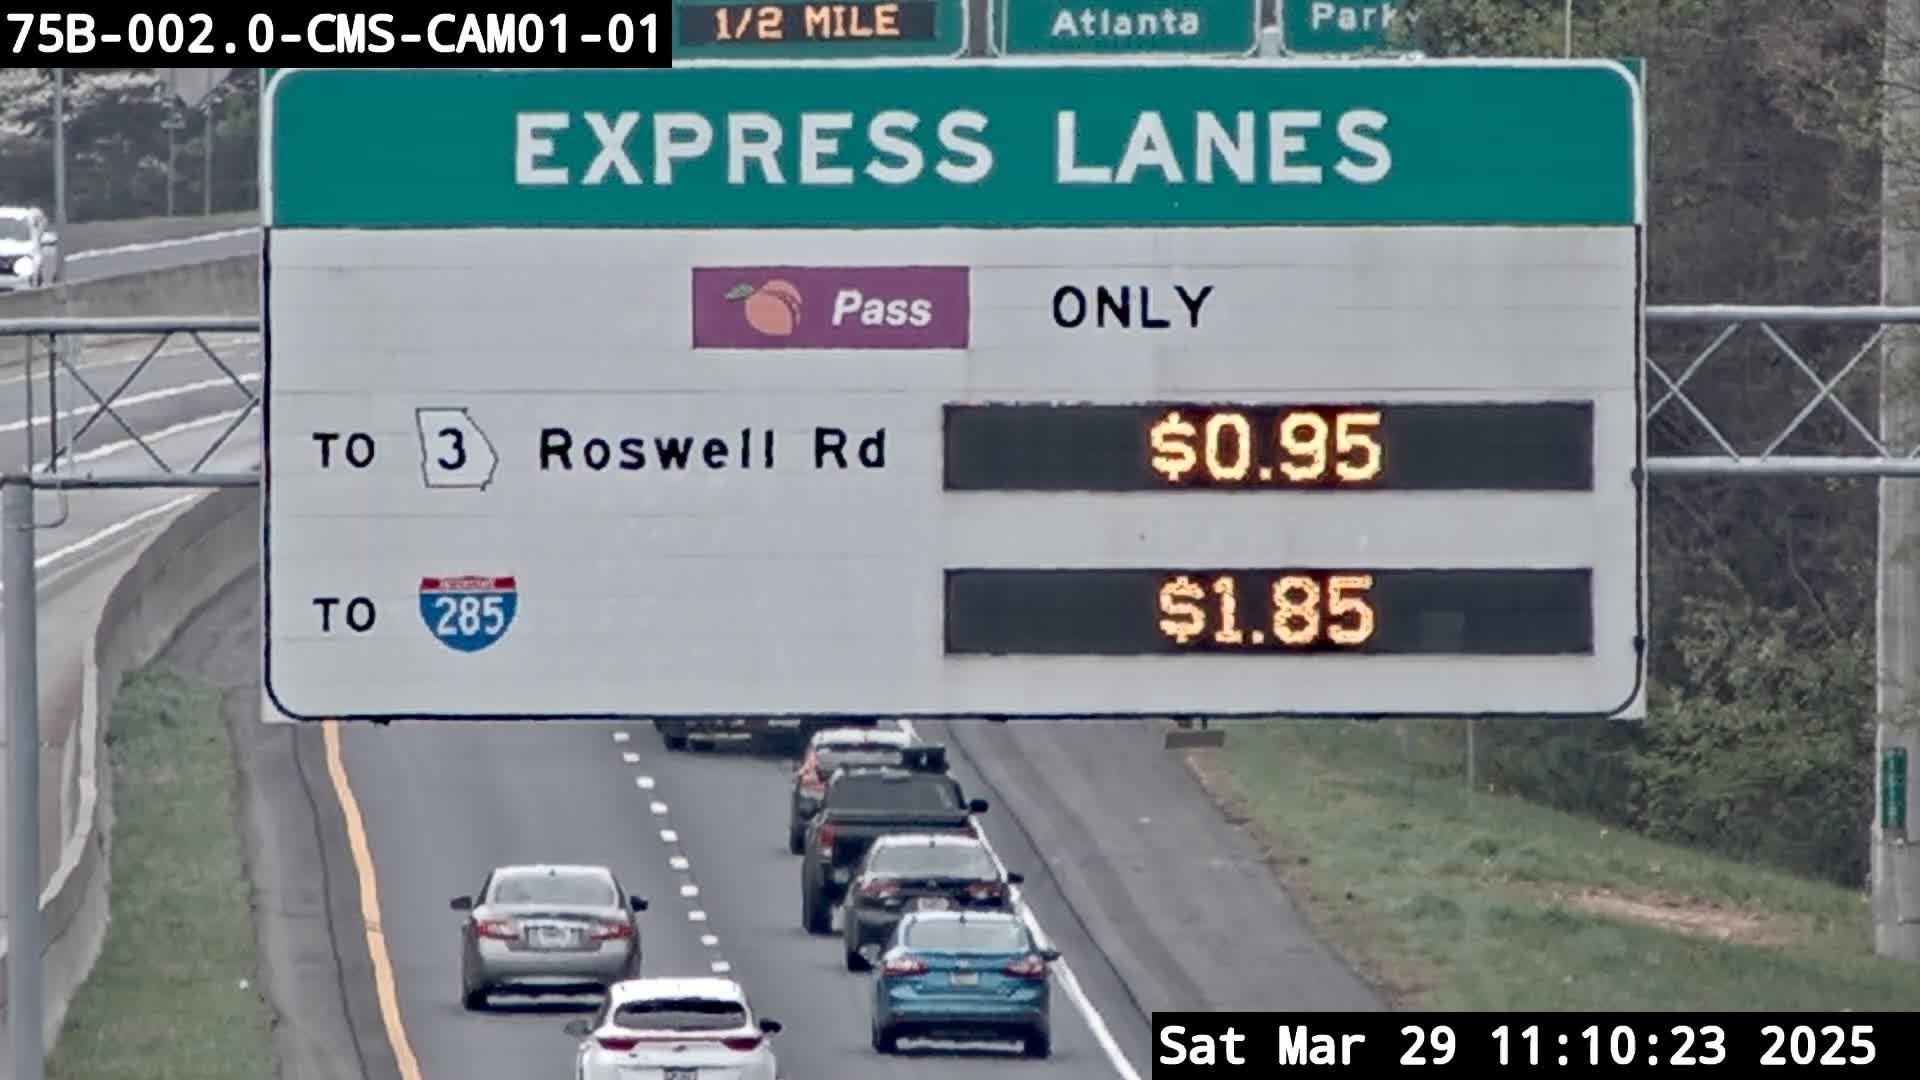 75B-002.0-CMS-CAM01-01
1/2 MILE
Atlanta
Park
EXPRESS LANES
Pass ONLY
TO 3 Roswell Rd $0.95
TO 285 $1.85
Sat Mar 29 11:10:23 2025